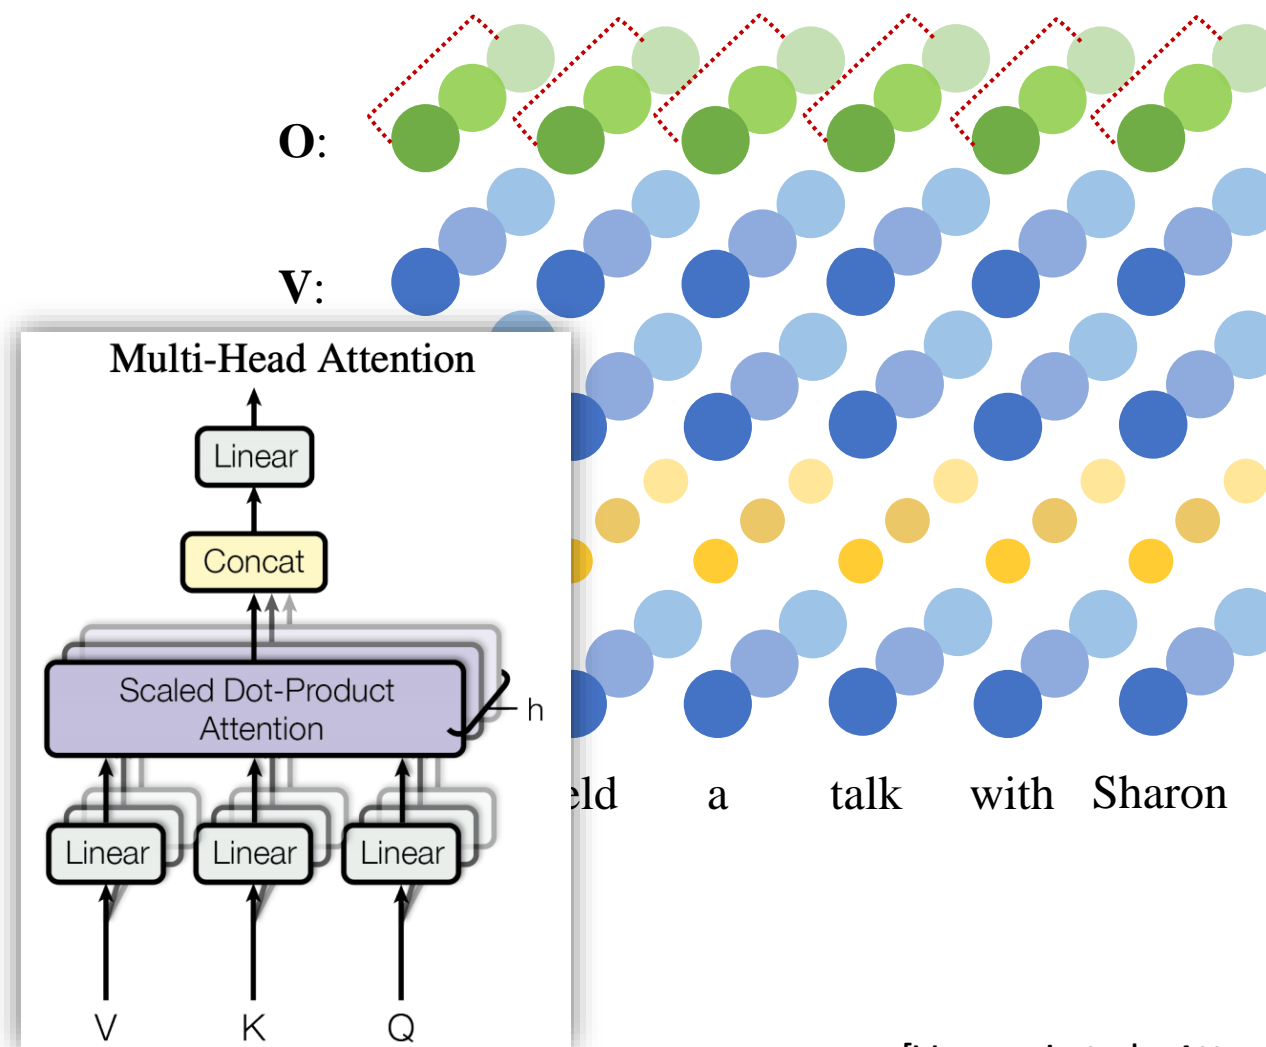 O:
V:
Multi-Head Attention
Linear
Concat
Scaled Dot-Product
Attention
h
Linear Linear Linear
V K Q
a talk with Sharon